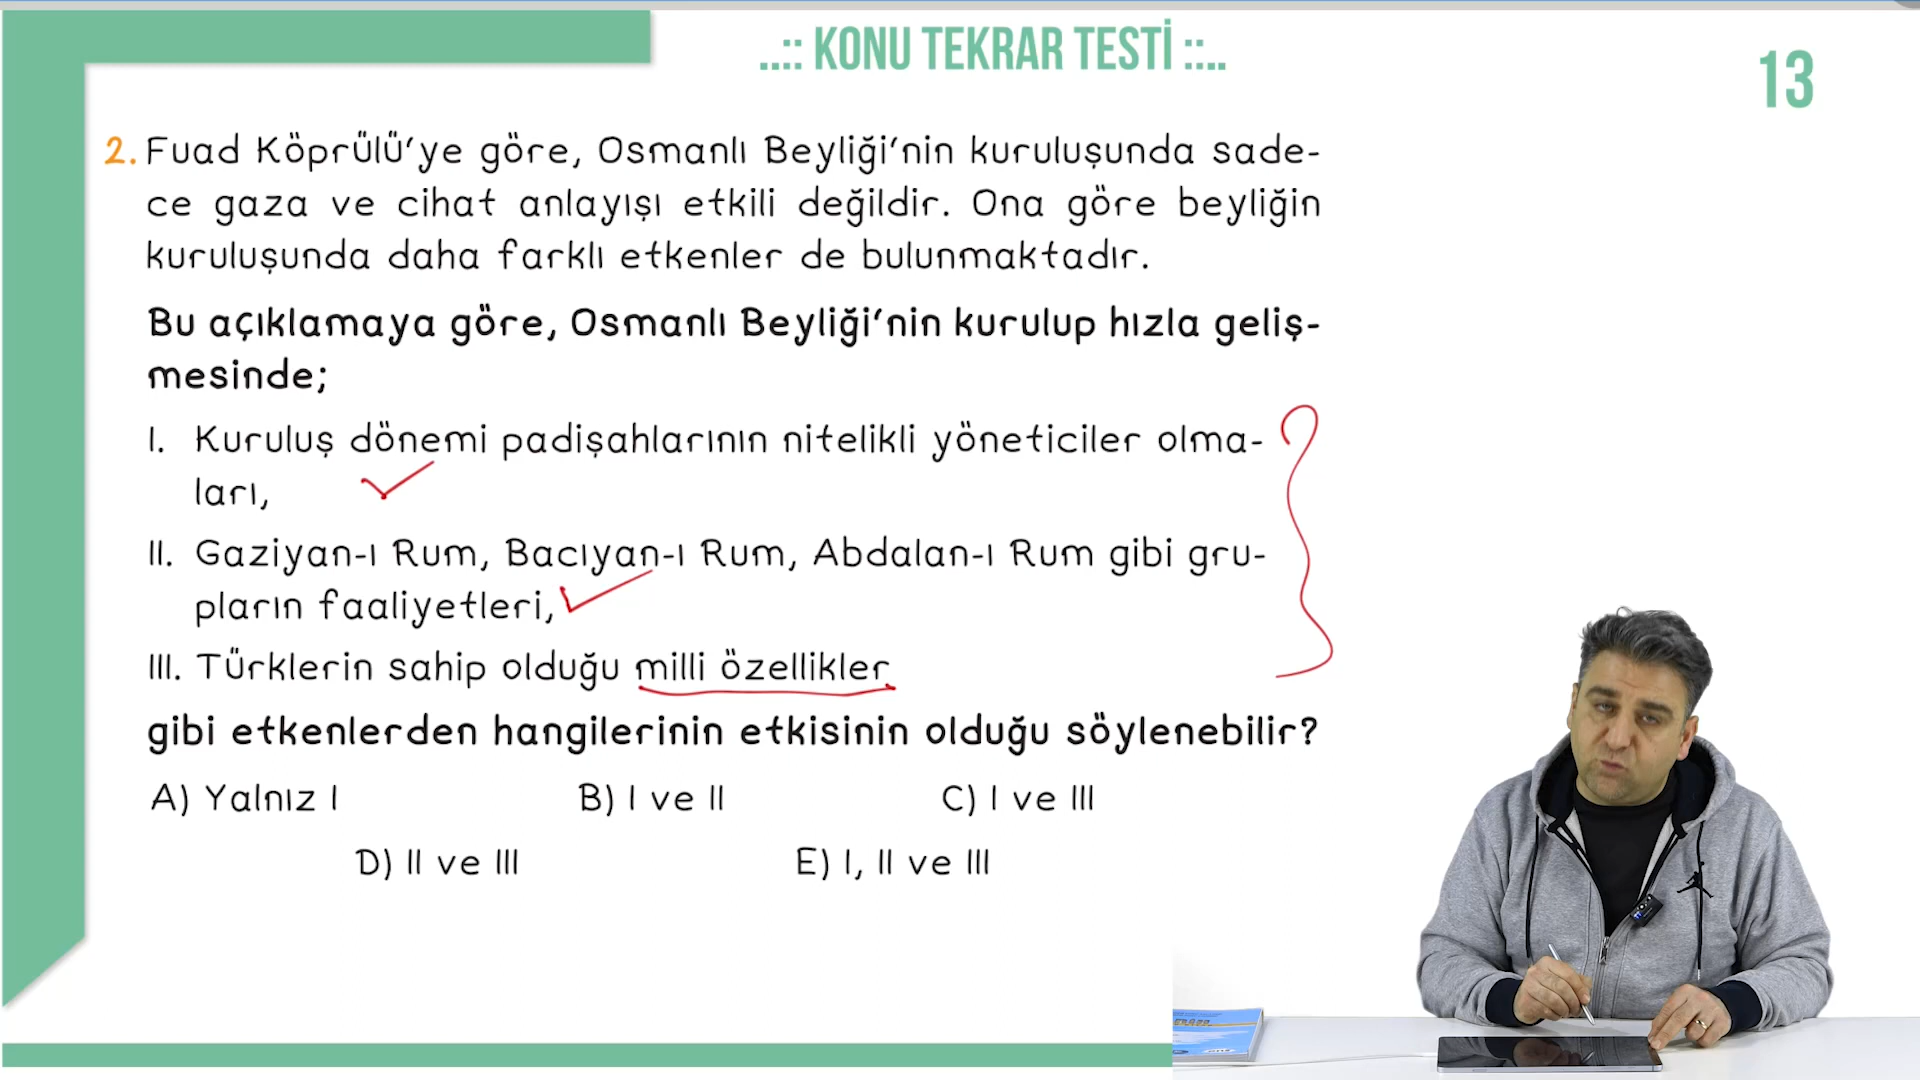 ..:: KONU TEKRAR TESTİ ::..
13
2. Fuad Köprülü'ye göre, Osmanlı Beyliği'nin kuruluşunda sade-
ce gaza ve cihat anlayışı etkili değildir. Ona göre beyliğin
kuruluşunda daha farklı etkenler de bulunmaktadır.
Bu açıklamaya göre, Osmanlı Beyliği'nin kurulup hızla geliş-
mesinde;
I. Kuruluş dönemi padişahlarının nitelikli yöneticiler olma-
ları,
II. Gaziyan-ı Rum, Bacıyan-ı Rum, Abdalan-ı Rum gibi gru-
pların faaliyetleri,
III. Türklerin sahip olduğu milli özellikler
gibi etkenlerden hangilerinin etkisinin olduğu söylenebilir?
A) Yalnız I B) I ve II C) I ve III
D) II ve III E) I, II ve III